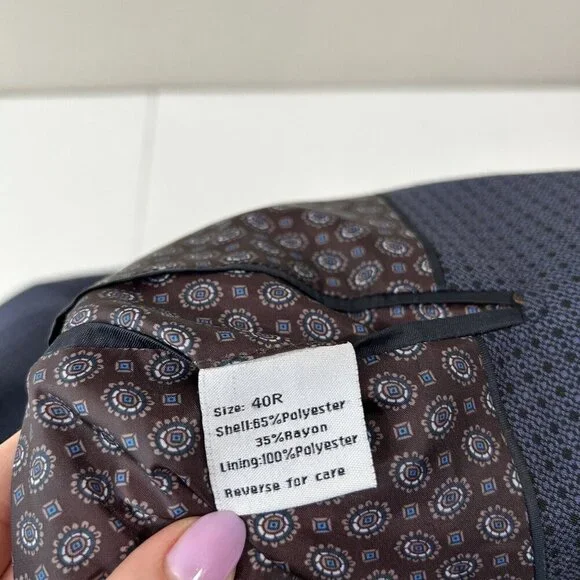 Size: 40R
Shell:65%Polyester
35%Rayon
Lining:100%Polyester
Reverse for care